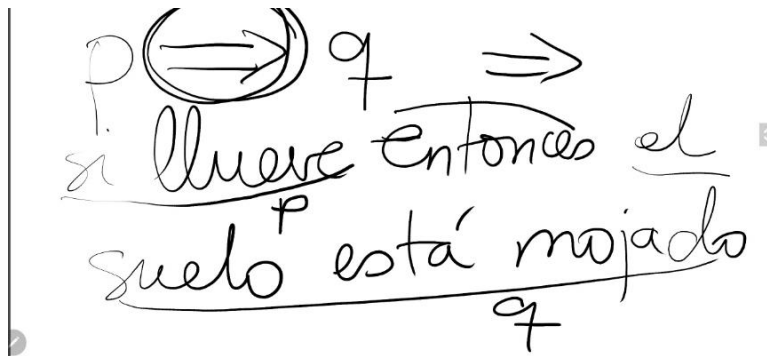 p ⇒ q ⇒
si llueve entonces el
p
suelo está mojado
q